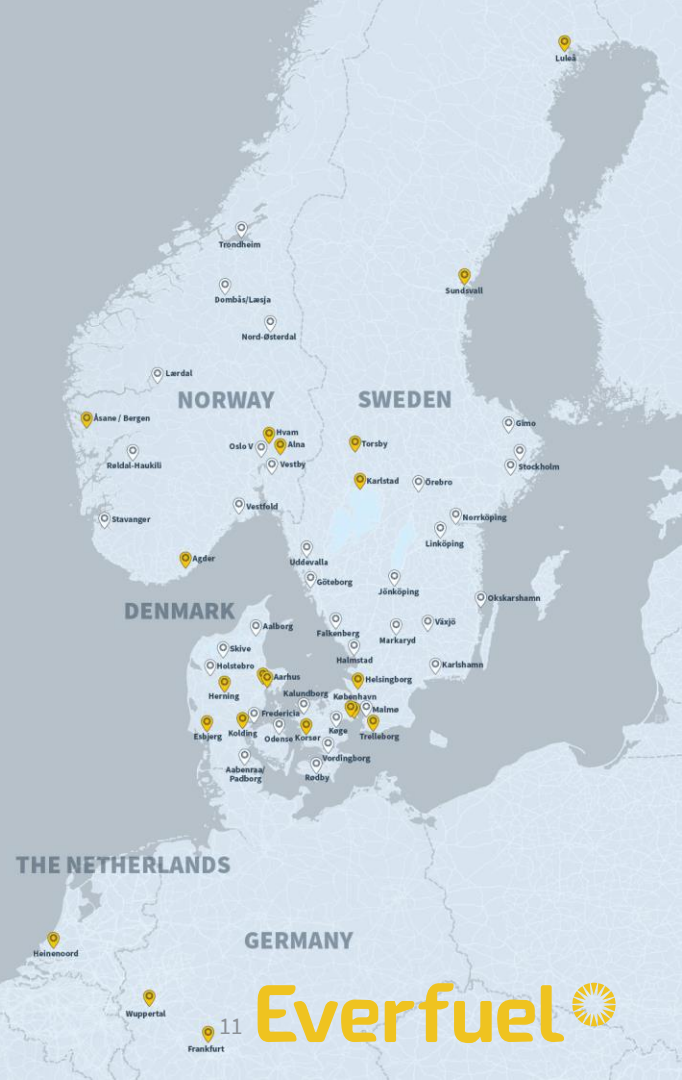 Luleå
Trondheim
Sundsvall
Dombås/Læsja
Nord-Østerdal
Lærdal
NORWAY
SWEDEN
Åsane / Bergen
Gimo
Hvam
Oslo V
Alna
Torsby
Røldal-Haukili
Vestby
Stockholm
Karlstad
Örebro
Vestfold
Stavanger
Norrköping
Linköping
Agder
Uddevalla
Göteborg
Jönköping
Okskarshamn
DENMARK
Aalborg
Falkenberg
Växjö
Markaryd
Skive
Halmstad
Holstebro
Karlshamn
Aarhus
Helsingborg
Herning
Kalundborg
København
Fredericia
Malmø
Esbjerg
Kolding
Odense
Korsør
Køge
Trelleborg
Vordingborg
Aabenraa/
Padborg
Rødby
THE NETHERLANDS
GERMANY
Heinenoord
Wuppertal
11
Everfuel
Frankfurt